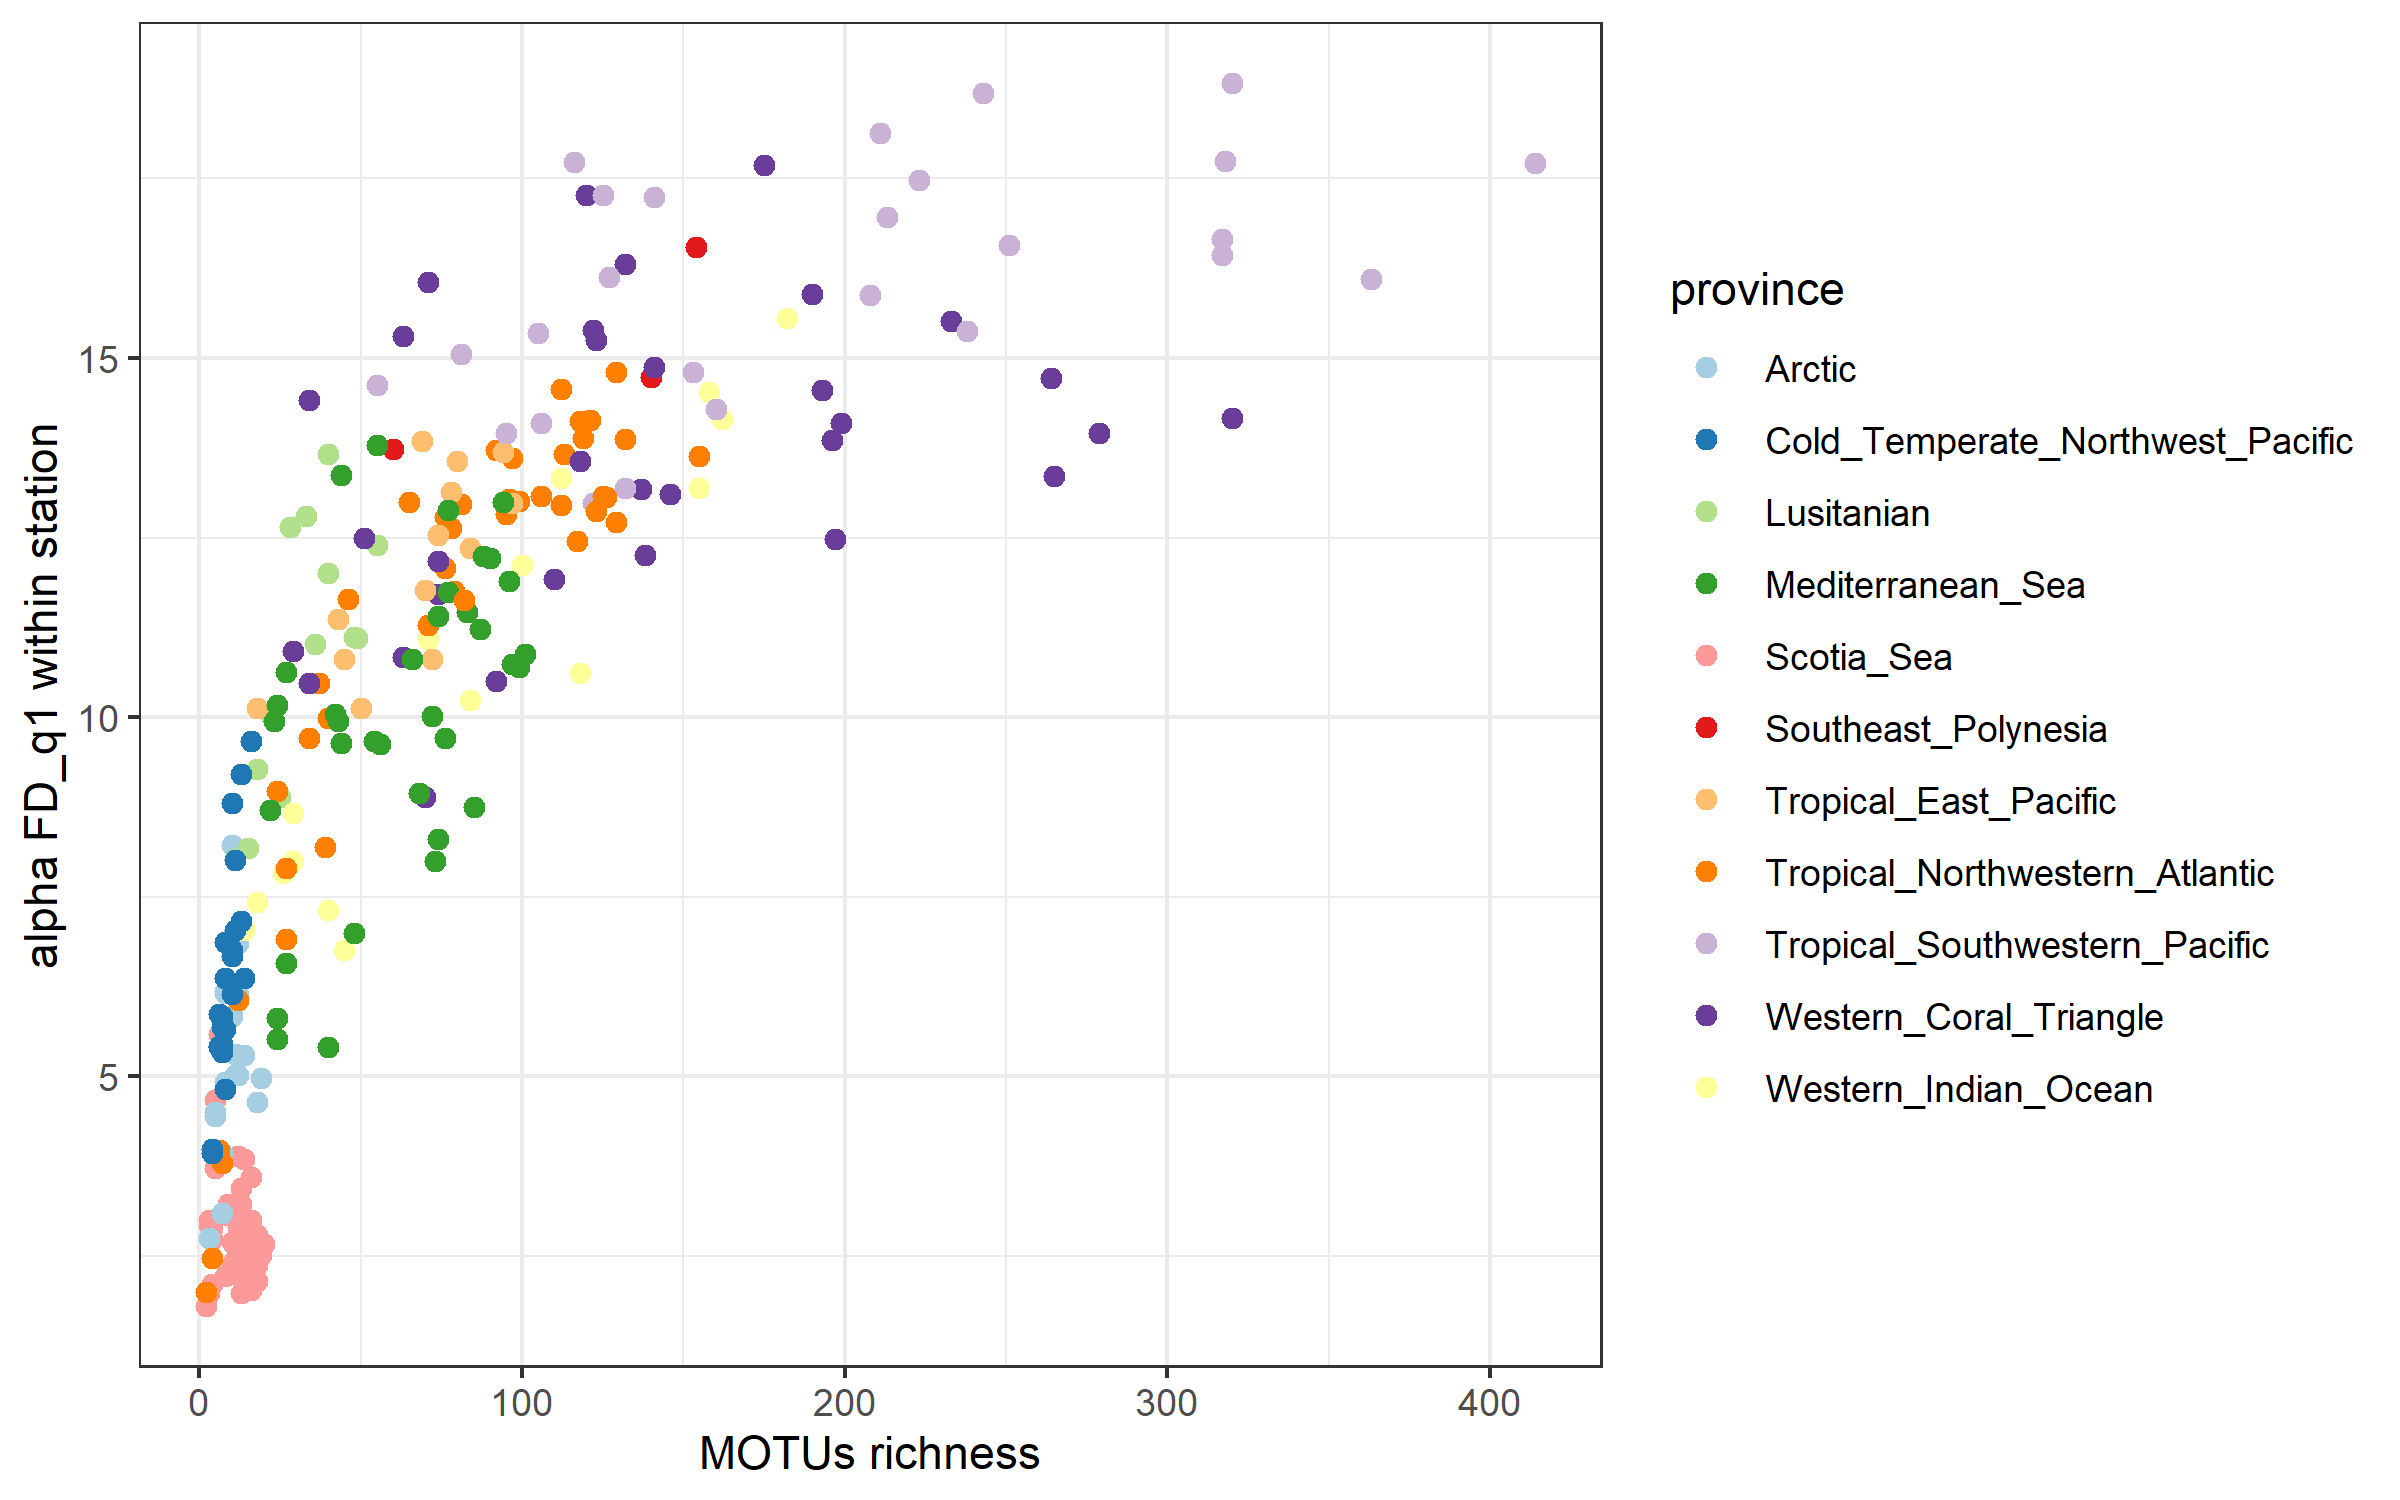 alpha FD_q1 within station
15
10
5
0
100
200
300
400
MOTUs richness
province
Arctic
Cold_Temperate_Northwest_Pacific
Lusitanian
Mediterranean_Sea
Scotia_Sea
Southeast_Polynesia
Tropical_East_Pacific
Tropical_Northwestern_Atlantic
Tropical_Southwestern_Pacific
Western_Coral_Triangle
Western_Indian_Ocean